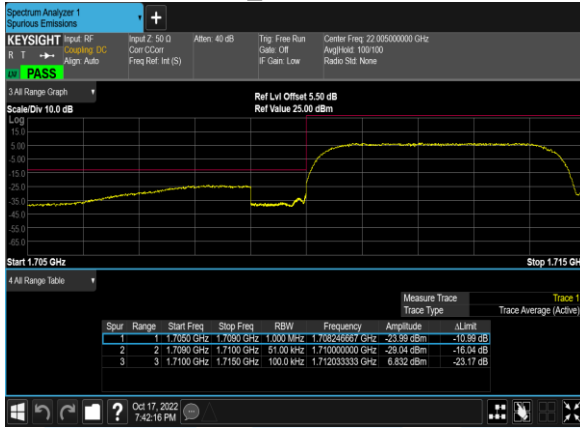 Spectrum Analyzer 1
Spurious Emissions
KEYSIGHT Input: RF Input Z: 50 Ω Atten: 40 dB Trig: Free Run Center Freq: 22.005000000 GHz
R T Coupling: DC Corr CCorr Gate: Off Avg|Hold: 100/100
Align: Auto Freq Ref: Int (S) IF Gain: Low Radio Std: None
PASS
3 All Range Graph
Ref Lvl Offset 5.50 dB
Scale/Div 10.0 dB Ref Value 25.00 dBm
Log
15.0
5.00
-5.00
-15.0
-25.0
-35.0
-45.0
-55.0
-65.0
Start 1.705 GHz Stop 1.715 GH
4 All Range Table
Measure Trace Trace 1
Trace Type Trace Average (Active)
Spur Range Start Freq Stop Freq RBW Frequency Amplitude ΔLimit
1 1 1.7050 GHz 1.7090 GHz 1.000 MHz 1.708246667 GHz -23.99 dBm -10.99 dB
2 2 1.7090 GHz 1.7100 GHz 51.00 kHz 1.710000000 GHz -29.04 dBm -16.04 dB
3 3 1.7100 GHz 1.7150 GHz 100.0 kHz 1.712033333 GHz 6.832 dBm -23.17 dB
? Oct 17, 2022
7:42:16 PM